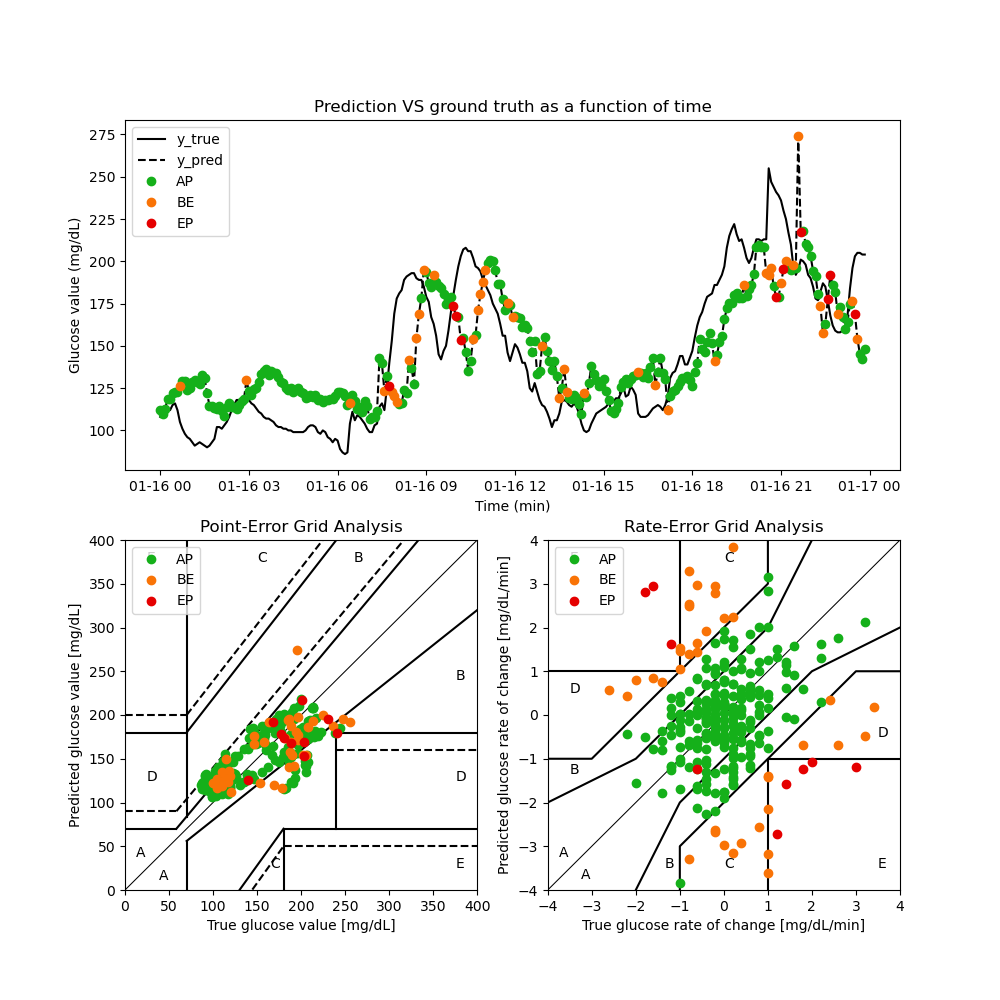 Prediction VS ground truth as a function of time
Glucose value (mg/dL)
275
250
225
200
175
150
125
100
y_true
y_pred
AP
BE
EP
01-16 00 01-16 03 01-16 06 01-16 09 01-16 12 01-16 15 01-16 18 01-16 21 01-17 00
Time (min)
Point-Error Grid Analysis
Predicted glucose value [mg/dL]
400
350
300
250
200
150
100
50
0
AP
BE
EP
C B
B
D D
A
A
C E
0 50 100 150 200 250 300 350 400
True glucose value [mg/dL]
Rate-Error Grid Analysis
Predicted glucose rate of change [mg/dL/min]
4
3
2
1
0
−1
−2
−3
−4
AP
BE
EP
C
D
D
B
A
A
B C E
−4 −3 −2 −1 0 1 2 3 4
True glucose rate of change [mg/dL/min]